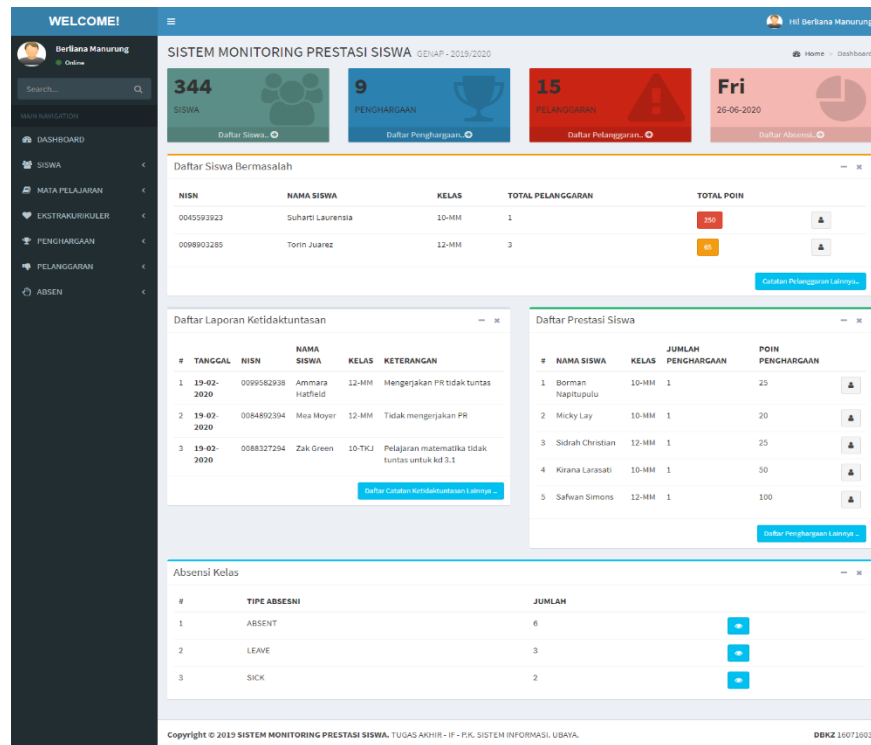 WELCOME!
Hi! Berliana Manurung
Berliana Manurung
Online
Search...
MAIN NAVIGATION
DASHBOARD
SISWA
MATA PELAJARAN
EKSTRAKURIKULER
PENGHARGAAN
PELANGGARAN
ABSEN
SISTEM MONITORING PRESTASI SISWA GENAP - 2019/2020
Home > Dashboard
344
SISWA
Daftar Siswa..
9
PENGHARGAAN
Daftar Penghargaan..
15
PELANGGARAN
Daftar Pelanggaran..
Fri
26-06-2020
Daftar Absensi..
Daftar Siswa Bermasalah
NISN NAMA SISWA KELAS TOTAL PELANGGARAN TOTAL POIN
0045593923 Suharti Laurensia 10-MM 1 250
0098903285 Torin Juarez 12-MM 3 65
Catatan Pelanggaran Lainnya..
Daftar Laporan Ketidaktuntasan
# TANGGAL NISN NAMA SISWA KELAS KETERANGAN
1 19-02-2020 0099582938 Ammara Hatfield 12-MM Mengerjakan PR tidak tuntas
2 19-02-2020 0084892394 Mea Moyer 12-MM Tidak mengerjakan PR
3 19-02-2020 0088327294 Zak Green 10-TKJ Pelajaran matematika tidak tuntas untuk kd 3.1
Daftar Catatan Ketidaktuntasan Lainnya ..
Daftar Prestasi Siswa
# NAMA SISWA KELAS JUMLAH PENGHARGAAN POIN PENGHARGAAN
1 Borman Napitupulu 10-MM 1 25
2 Micky Lay 10-MM 1 20
3 Sidrah Christian 12-MM 1 25
4 Kirana Larasati 10-MM 1 50
5 Safwan Simons 12-MM 1 100
Daftar Penghargaan Lainnya ..
Absensi Kelas
# TIPE ABSESNI JUMLAH
1 ABSENT 6
2 LEAVE 3
3 SICK 2
Copyright © 2019 SISTEM MONITORING PRESTASI SISWA. TUGAS AKHIR - IF - P.K. SISTEM INFORMASI. UBAYA.
DBKZ 16071603